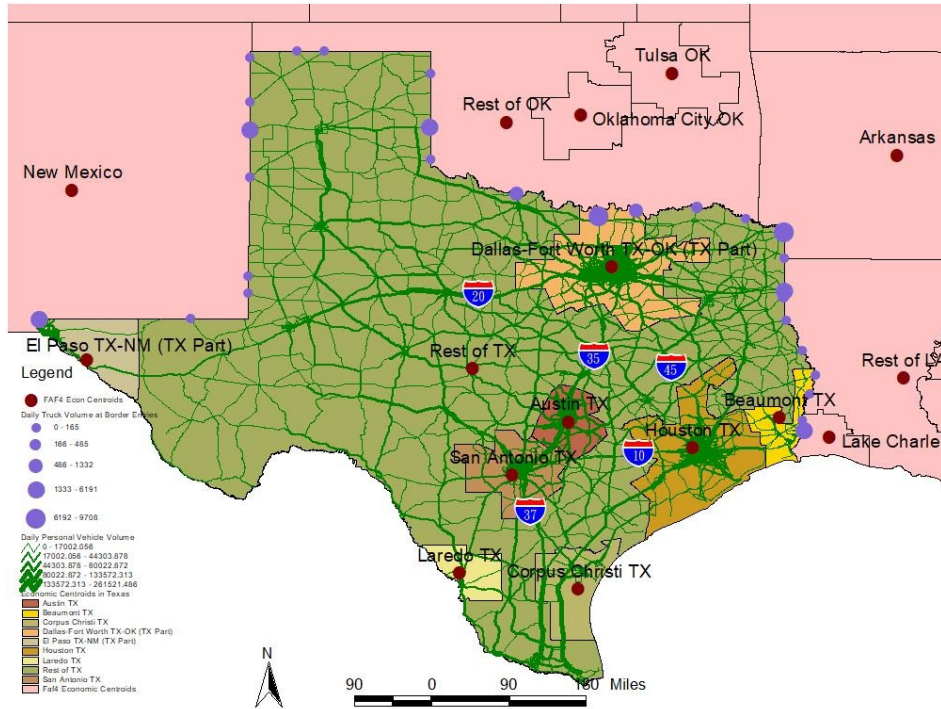 Tulsa OK
Rest of OK
Oklahoma City OK
Arkansas
New Mexico
Dallas-Fort Worth TX-OK (TX Part)
20
El Paso TX-NM (TX Part)
Rest of TX
35
45
Rest of LA
Legend
FAF4 Econ Centroids
Daily Truck Volume at Border Entries
0 - 165
166 - 485
486 - 1332
1333 - 6191
6192 - 9708
Austin TX
Beaumont TX
Houston TX
Lake Charle
San Antonio TX
10
37
Daily Personal Vehicle Volume
0 - 17002.056
17002.056 - 44303.878
44303.878 - 80022.872
80022.872 - 133572.313
133572.313 - 261521.486
Laredo TX
Corpus Christi TX
Economic Centroids in Texas
Austin TX
Beaumont TX
Corpus Christi TX
Dallas-Fort Worth TX-OK (TX Part)
El Paso TX-NM (TX Part)
Houston TX
Laredo TX
Rest of TX
San Antonio TX
Faf4 Economic Centroids
N
90 0 90 180 Miles